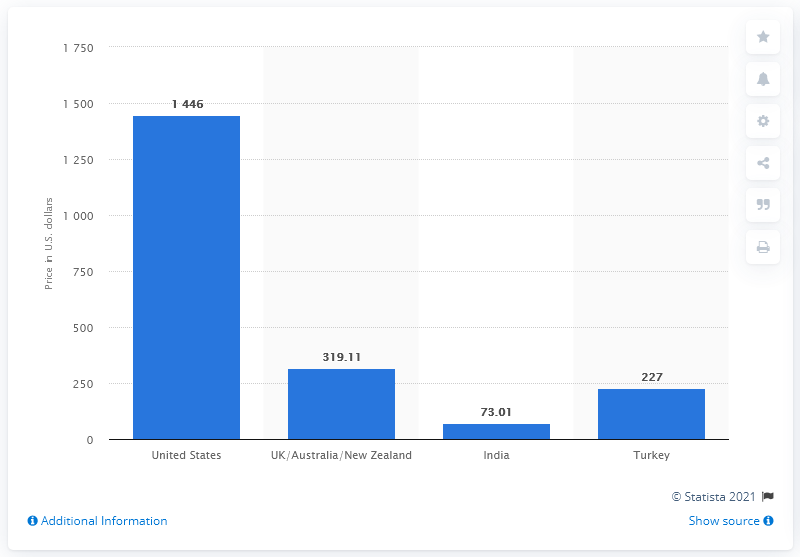 1 750
1 500
1 250
1 000
750
500
250
0
Price in U.S. dollars
1 446
319.11
73.01
227
United States
UK/Australia/New Zealand
India
Turkey
© Statista 2021
Additional Information
Show source